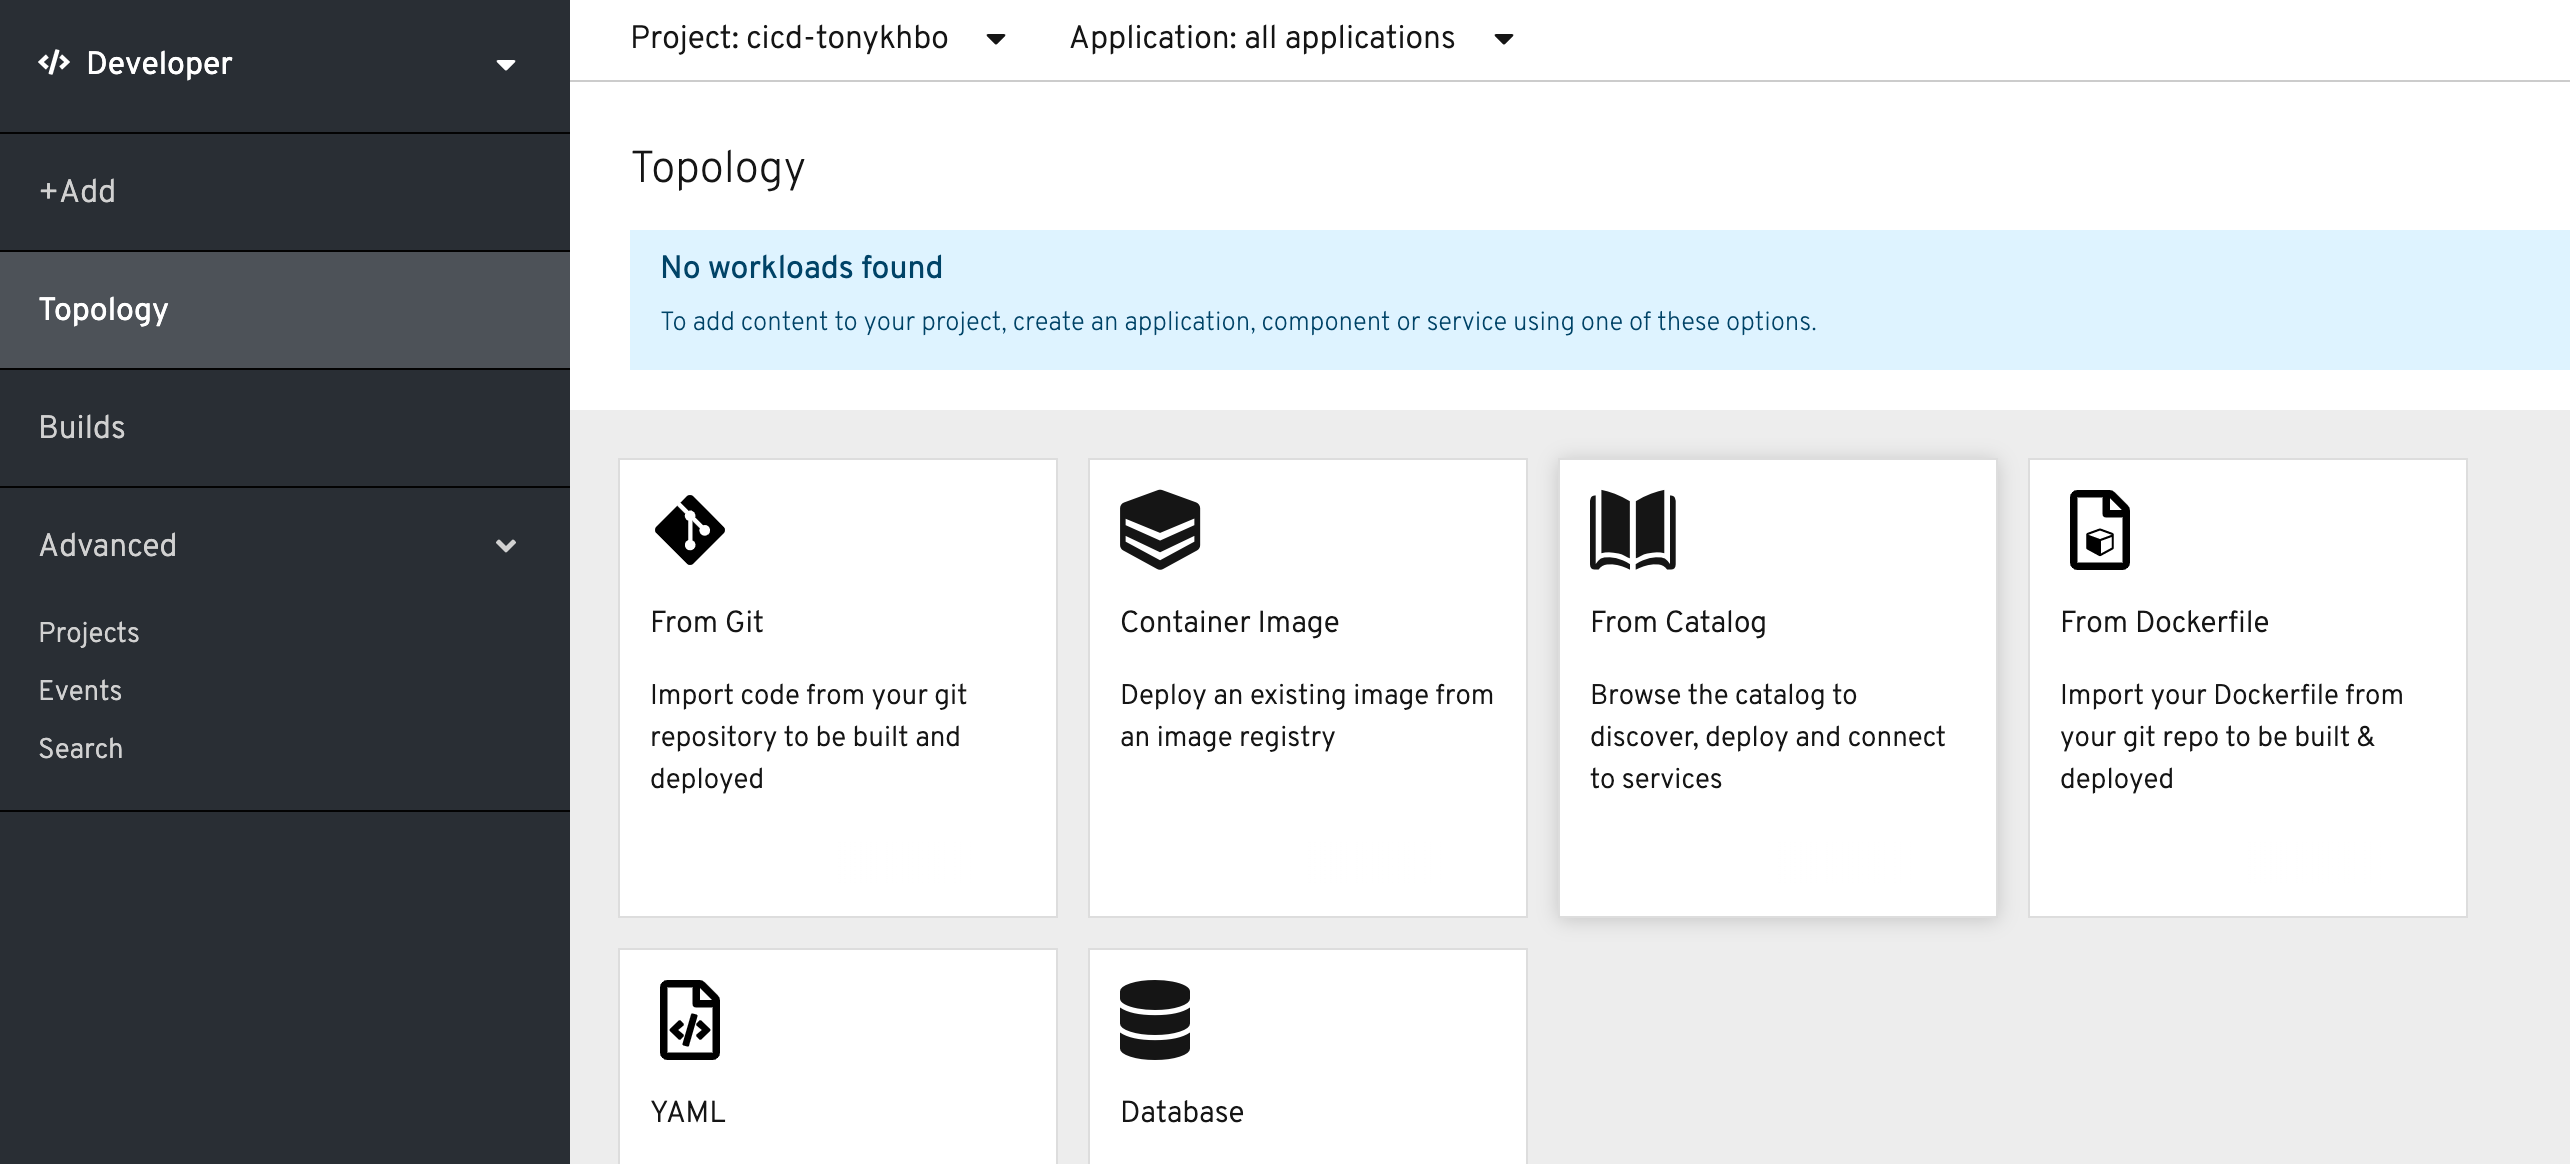 Developer
+Add
Topology
Builds
Advanced
Projects
Events
Search
Project: cicd-tonykhbo
Application: all applications
Topology
No workloads found
To add content to your project, create an application, component or service using one of these options.
From Git
Import code from your git
repository to be built and
deployed
Container Image
Deploy an existing image from
an image registry
From Catalog
Browse the catalog to
discover, deploy and connect
to services
From Dockerfile
Import your Dockerfile from
your git repo to be built &
deployed
YAML
Database